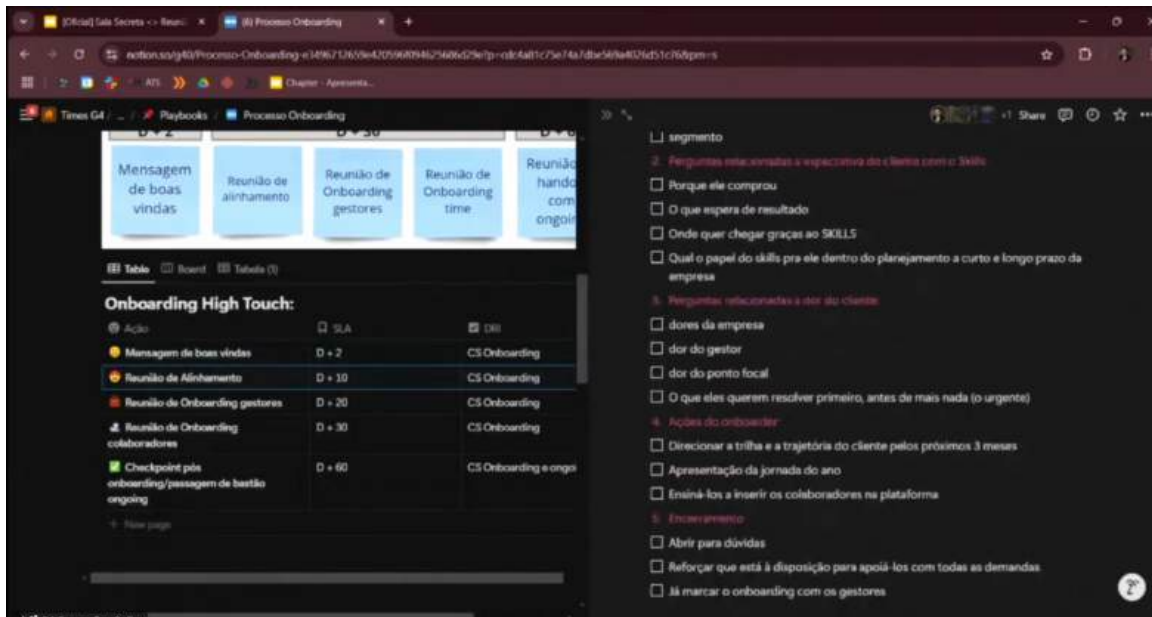 [Oficial] Sala Secreta <> Reuni
(6) Processo Onboarding
ATS
Chapter - Apresenta...
Times G4 / ... / Playbooks / Processo Onboarding
+1 Share
D + 2
D + 30
Mensagem
de boas
vindas
Reunião de
alinhamento
Reunião de
Onboarding
gestores
Reunião de
Onboarding
time
Reunião
hando
com
ongoin
Table Board Tabela (1)
Onboarding High Touch:
Ação SLA DRI
Mensagem de boas vindas D + 2 CS Onboarding
Reunião de Alinhamento D + 10 CS Onboarding
Reunião de Onboarding gestores D + 20 CS Onboarding
Reunião de Onboarding D + 30 CS Onboarding
colaboradores
Checkpoint pós D + 60 CS Onboarding e ongoi
onboarding/passagem de bastão
ongoing
+ New page
segmento
2. Perguntas relacionadas a expectativa do cliente com o Skills
Porque ele comprou
O que espera de resultado
Onde quer chegar graças ao SKILLS
Qual o papel do skills pra ele dentro do planejamento a curto e longo prazo da
empresa
3. Perguntas relacionadas a dor do cliente
dores da empresa
dor do gestor
dor do ponto focal
O que eles querem resolver primeiro, antes de mais nada (o urgente)
4. Ações do onboarder
Direcionar a trilha e a trajetória do cliente pelos próximos 3 meses
Apresentação da jornada do ano
Ensiná-los a inserir os colaboradores na plataforma
5. Encerramento
Abrir para dúvidas
Reforçar que está à disposição para apoiá-los com todas as demandas
Já marcar o onboarding com os gestores